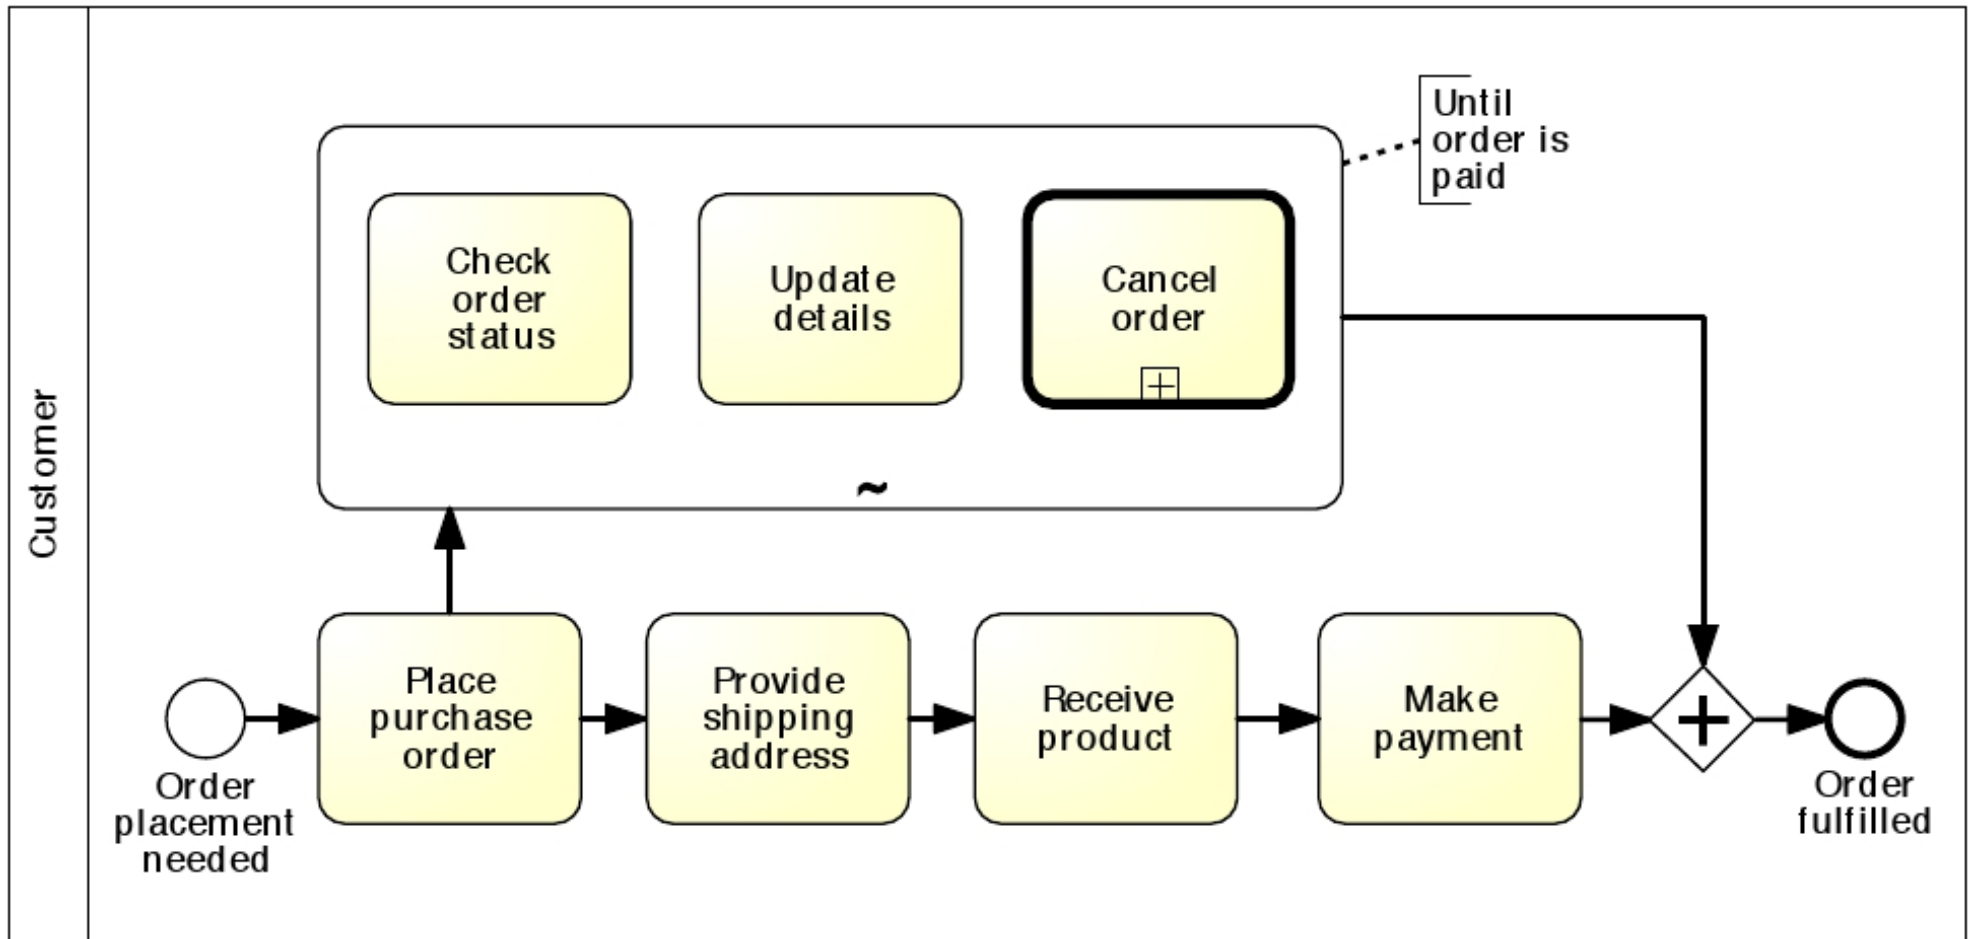 Customer
Until
order is
paid
Check
order
status
Update
details
Cancel
order
~
Place
purchase
order
Provide
shipping
address
Receive
product
Make
payment
Order
placement
needed
Order
fulfilled